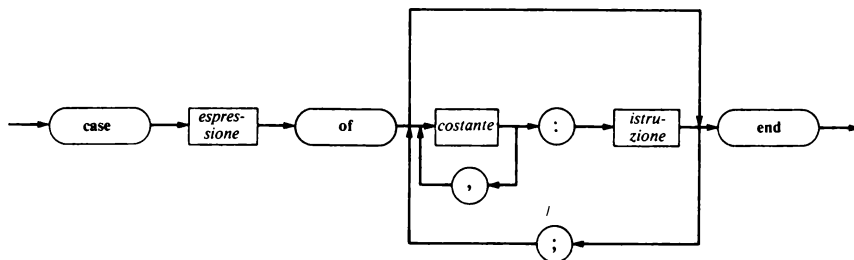 case
espres-
sione
of
costante
:
istru-
zione
end
,
/
;